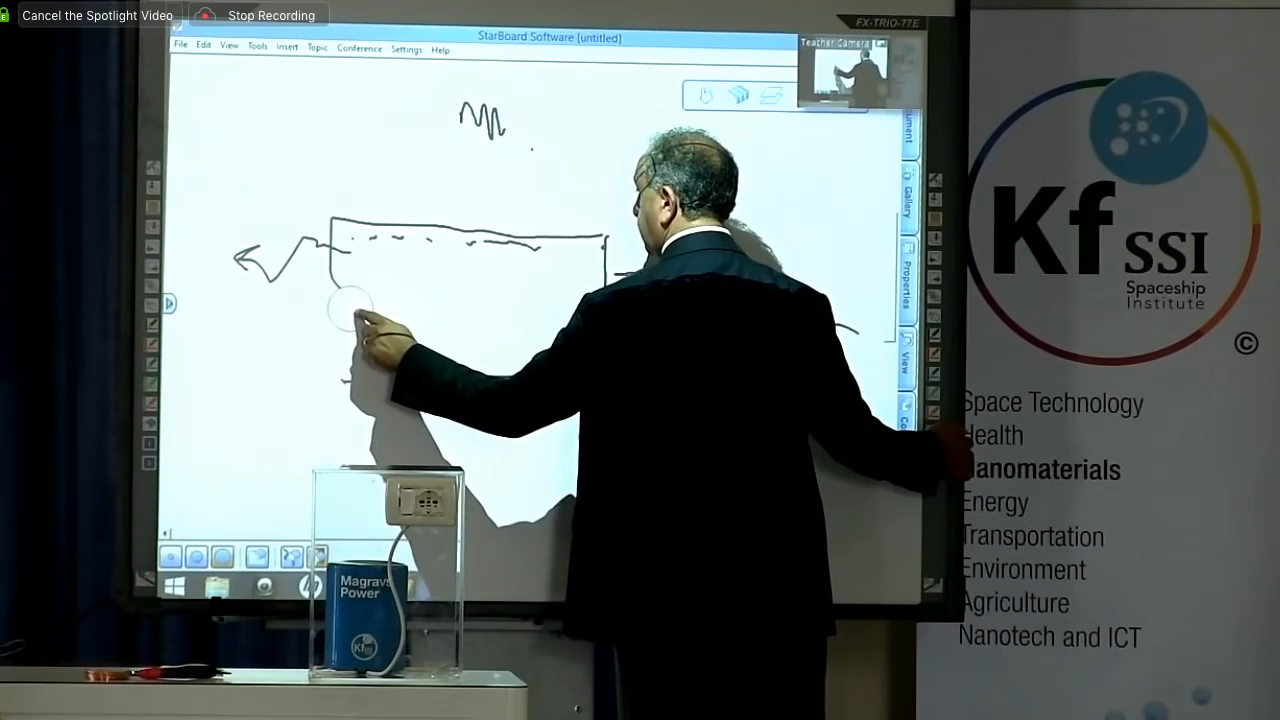 Cancel the Spotlight Video
Stop Recording
FX-TRIO-77E
StarBoard Software [untitled]
File Edit View Tools Insert Topic Conference Settings Help
Teacher Camera
Gallery
Properties
View
Kf
SSI
Spaceship
Institute
©
Space Technology
Health
Nanomaterials
Energy
Transportation
Environment
Agriculture
Nanotech and ICT
hp
Magravs
Power
Kf